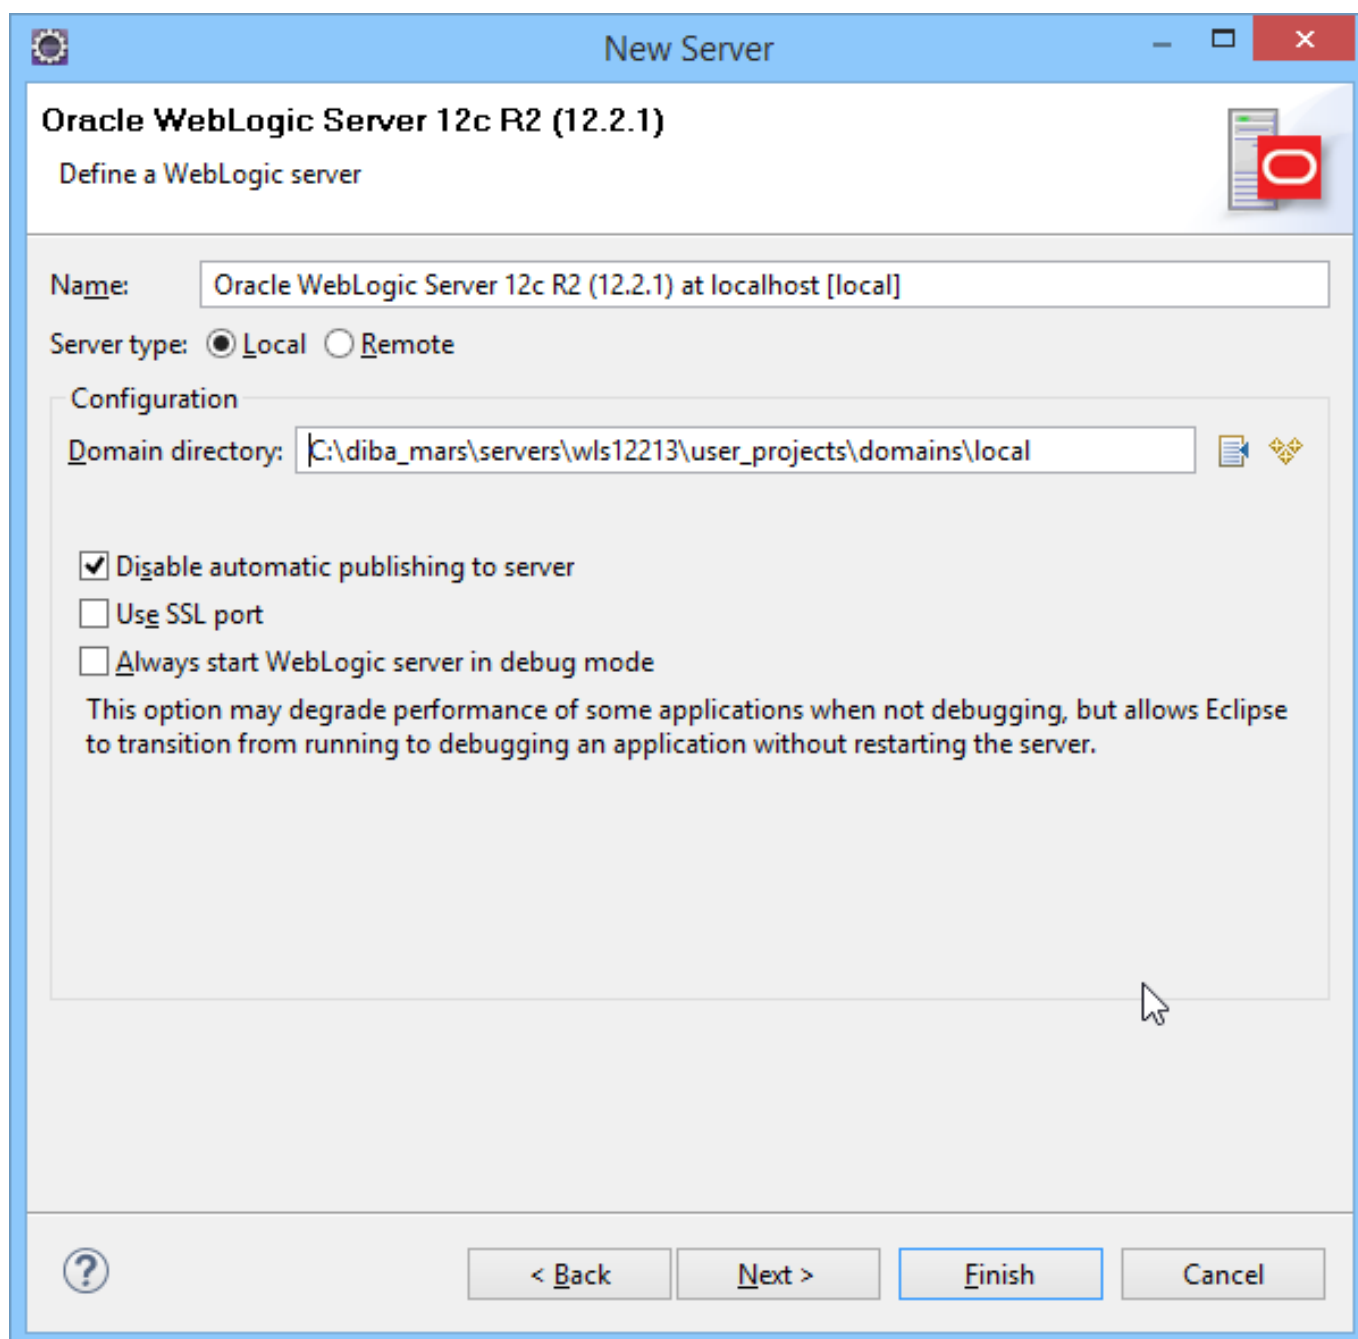 New Server
Oracle WebLogic Server 12c R2 (12.2.1)
Define a WebLogic server
Name: Oracle WebLogic Server 12c R2 (12.2.1) at localhost [local]
Server type: Local Remote
Configuration
Domain directory: C:\diba_mars\servers\wls12213\user_projects\domains\local
Disable automatic publishing to server
Use SSL port
Always start WebLogic server in debug mode
This option may degrade performance of some applications when not debugging, but allows Eclipse
to transition from running to debugging an application without restarting the server.
? < Back Next > Finish Cancel